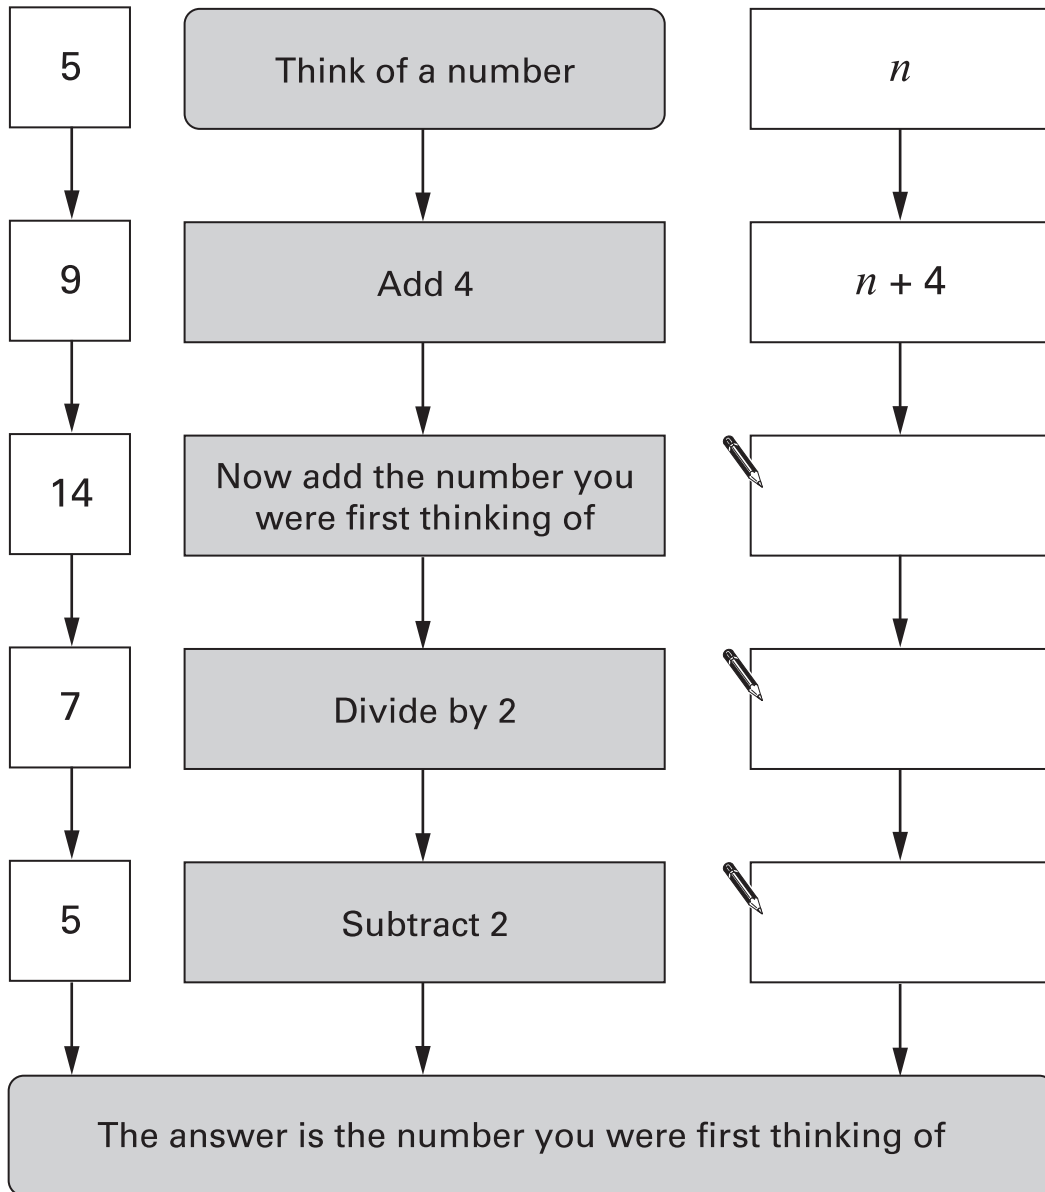 5
Think of a number
n
9
Add 4
n + 4
14
Now add the number you
were first thinking of
7
Divide by 2
5
Subtract 2
The answer is the number you were first thinking of